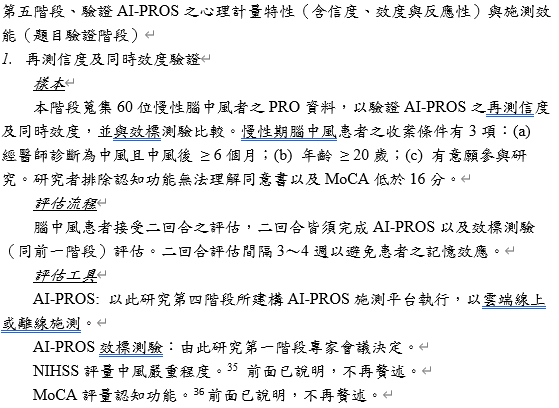 第五階段、驗證 AI-PROS 之心理計量特性（含信度、效度與反應性）與施測效
能（題目驗證階段）
1. 再測信度及同時效度驗證
樣本
本階段蒐集 60 位慢性腦中風者之 PRO 資料，以驗證 AI-PROS 之再測信度
及同時效度，並與效標測驗比較。慢性期腦中風患者之收案條件有 3 項：(a)
經醫師診斷為中風且中風後 ≥6 個月；(b) 年齡 ≥20 歲；(c) 有意願參與研
究。研究者排除認知功能無法理解同意書以及 MoCA 低於 16 分。
評估流程
腦中風患者接受二回合之評估，二回合皆須完成 AI-PROS 以及效標測驗
（同前一階段）評估。二回合評估間隔 3～4 週以避免患者之記憶效應。
評估工具
AI-PROS: 以此研究第四階段所建構 AI-PROS 施測平台執行，以雲端線上
或離線施測。
AI-PROS 效標測驗：由此研究第一階段專家會議決定。
NIHSS 評量中風嚴重程度。35 前面已說明，不再贅述。
MoCA 評量認知功能。36 前面已說明，不再贅述。